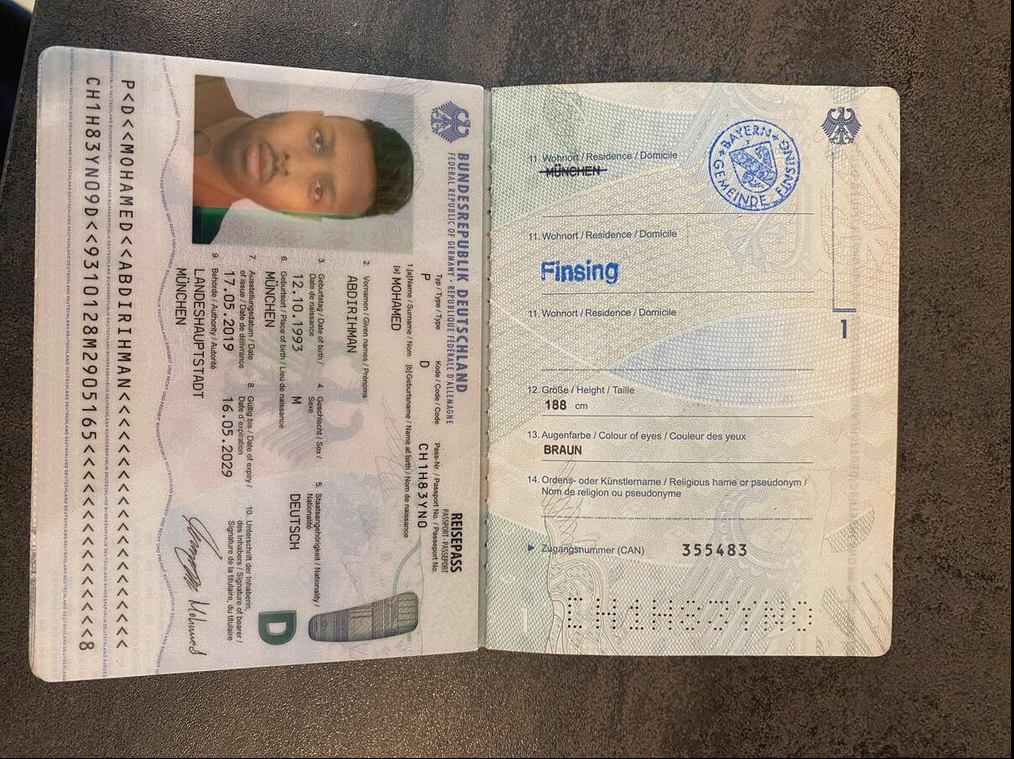 BUNDESREPUBLIK DEUTSCHLAND
FEDERAL REPUBLIC OF GERMANY · RÉPUBLIQUE FÉDÉRALE D'ALLEMAGNE
REISEPASS
PASSPORT · PASSEPORT
Typ / Type / Type
Kode / Code / Code
Pass-Nr. / Passport No. / Passeport No.
P D CH1H83YN0
1.[a]Name / Surname / Nom [b]Geburtsname / Name at birth / Nom de naissance
[a] MOHAMED
2. Vornamen / Given names / Prénoms
ABDIRIHMAN
3. Geburtstag / Date of birth /
Date de naissance
4. Geschlecht / Sex /
Sexe
5. Staatsangehörigkeit / Nationality /
Nationalité
12.10.1993 M DEUTSCH
6. Geburtsort / Place of birth / Lieu de naissance
MÜNCHEN
7. Ausstellungsdatum / Date
of issue / Date de délivrance
8. Gültig bis / Date of expiry /
Date d'expiration
10. Unterschrift der Inhaberin,
des Inhabers / Signature of bearer /
Signature de la titulaire, du titulaire
17.05.2019 16.05.2029
9. Behörde / Authority / Autorité
LANDESHAUPTSTADT
MÜNCHEN
Mohamed
D
P<D<<MOHAMED<<ABDIRIHMAN<<<<<<<<<<<<<<<<<<<<
CH1H83YN09D<<9310128M2905165<<<<<<<<<<<<<<<8
11. Wohnort / Residence / Domicile
MÜNCHEN
BAYERN
GEMEINDE FINSING
11. Wohnort / Residence / Domicile
Finsing
11. Wohnort / Residence / Domicile
1
12. Größe / Height / Taille
188 cm
13. Augenfarbe / Colour of eyes / Couleur des yeux
BRAUN
14. Ordens- oder Künstlername / Religious name or pseudonym /
Nom de religion ou pseudonyme
Zugangsnummer (CAN) 355483
CH1H83YN0